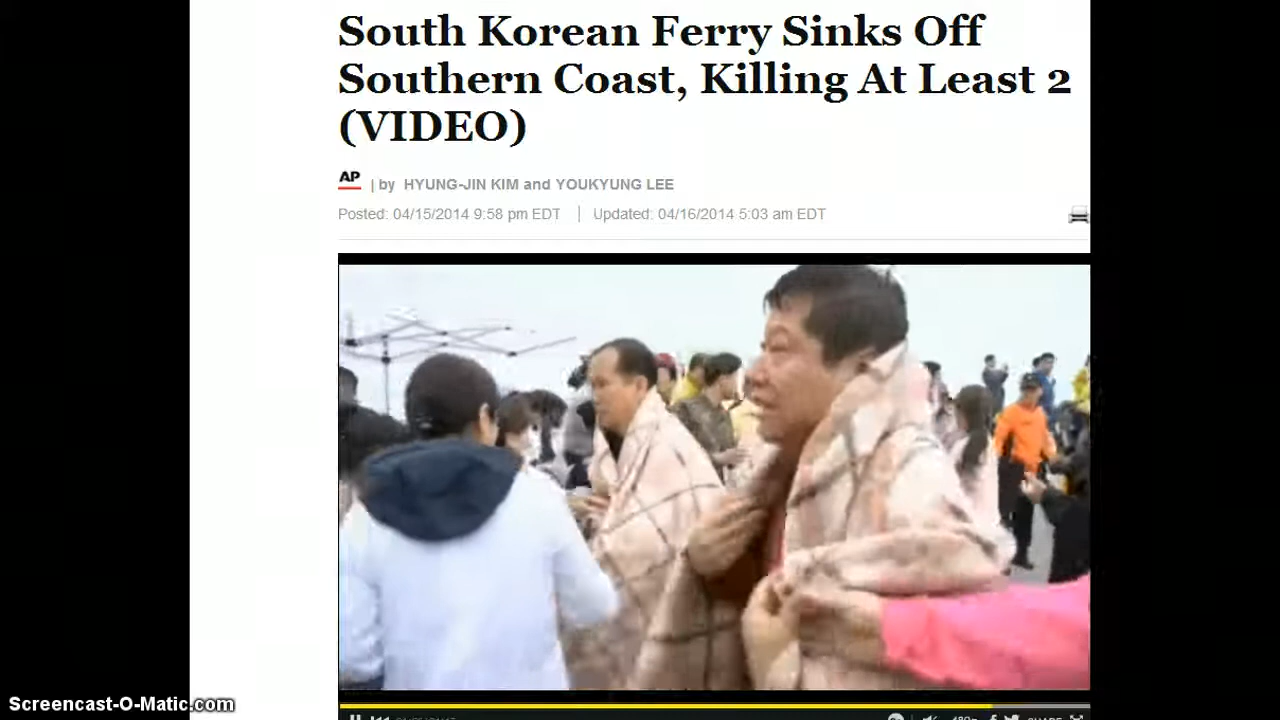 South Korean Ferry Sinks Off
Southern Coast, Killing At Least 2
(VIDEO)
AP | by HYUNG-JIN KIM and YOUKYUNG LEE
Posted: 04/15/2014 9:58 pm EDT | Updated: 04/16/2014 5:03 am EDT
Screencast-O-Matic.com
480p SHARE